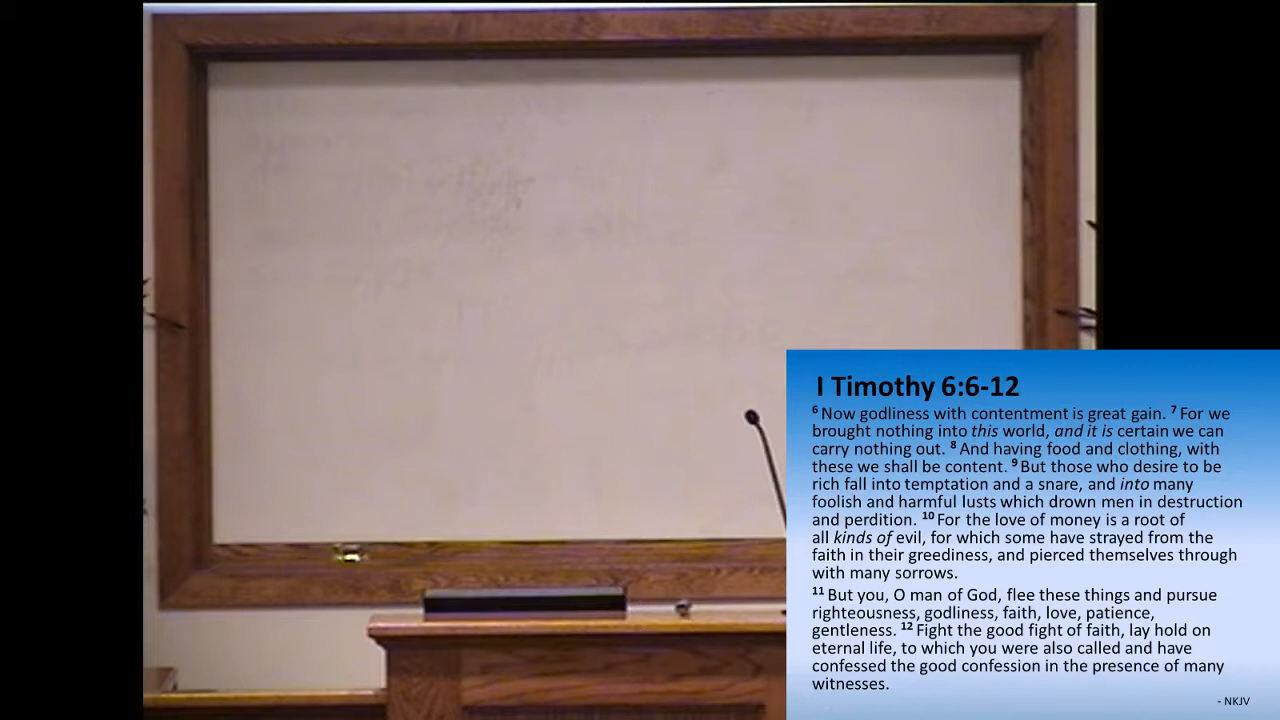 I Timothy 6:6-12
6 Now godliness with contentment is great gain. 7 For we
brought nothing into this world, and it is certain we can
carry nothing out. 8 And having food and clothing, with
these we shall be content. 9 But those who desire to be
rich fall into temptation and a snare, and into many
foolish and harmful lusts which drown men in destruction
and perdition. 10 For the love of money is a root of
all kinds of evil, for which some have strayed from the
faith in their greediness, and pierced themselves through
with many sorrows.
11 But you, O man of God, flee these things and pursue
righteousness, godliness, faith, love, patience,
gentleness. 12 Fight the good fight of faith, lay hold on
eternal life, to which you were also called and have
confessed the good confession in the presence of many
witnesses.
- NKJV